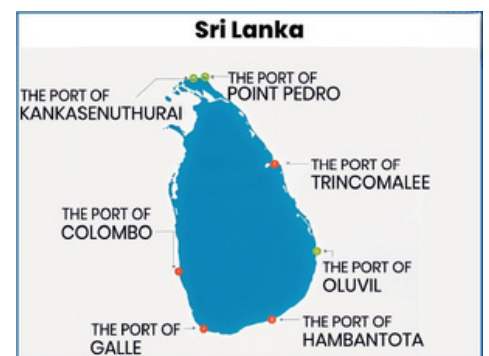 Sri Lanka
THE PORT OF
POINT PEDRO
THE PORT OF
KANKASENUTHURAI
THE PORT OF
TRINCOMALEE
THE PORT OF
COLOMBO
THE PORT OF
OLUVIL
THE PORT OF
HAMBANTOTA
THE PORT OF
GALLE